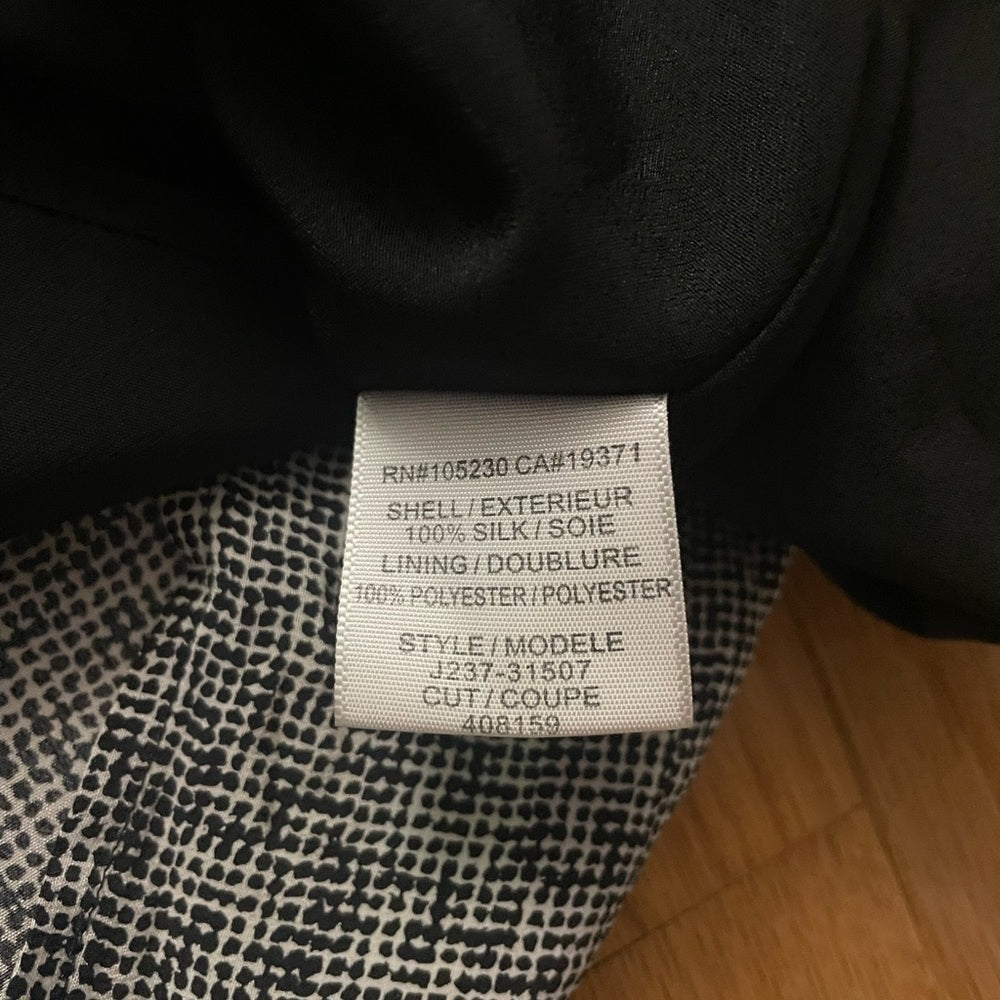 RN#105230 CA#19371
SHELL/EXTERIEUR
100% SILK/SOIE
LINING/DOUBLURE
100% POLYESTER/POLYESTER
STYLE/MODELE
J237-31507
CUT/COUPE
408159